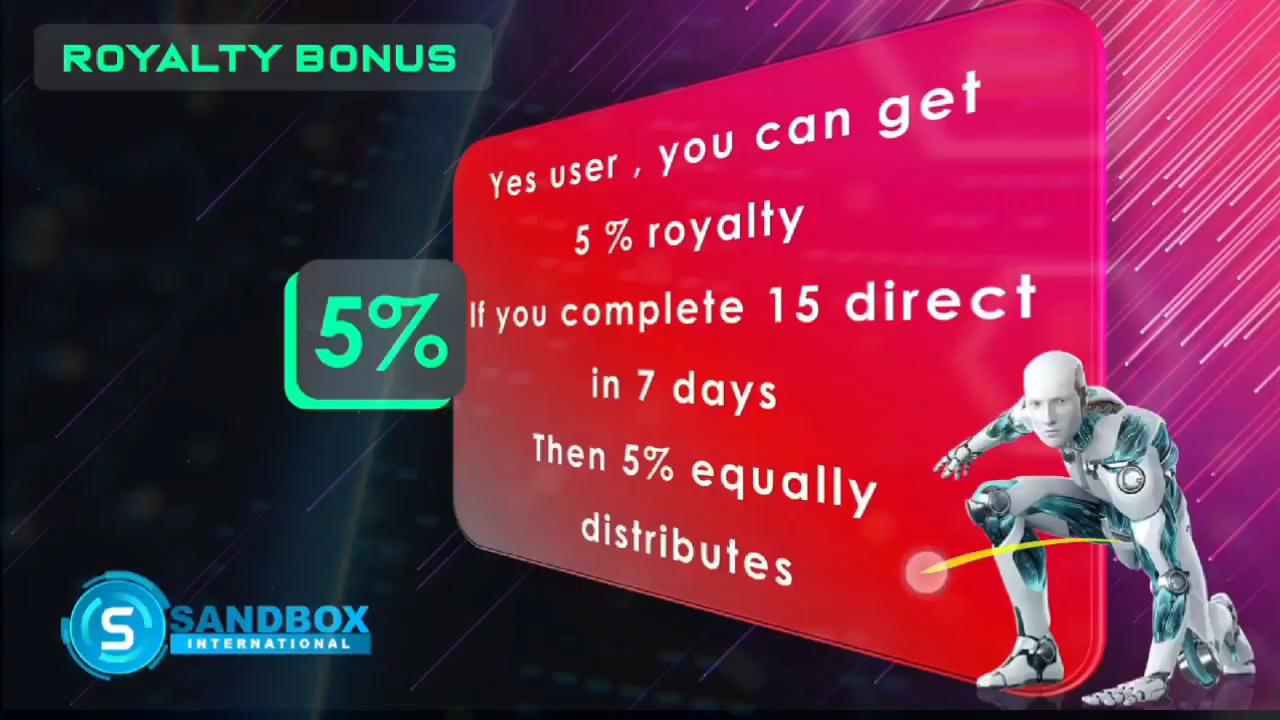 ROYALTY BONUS
Yes user , you can get
5 % royalty
If you complete 15 direct
in 7 days
Then 5% equally
distributes
5%
S
SANDBOX
INTERNATIONAL